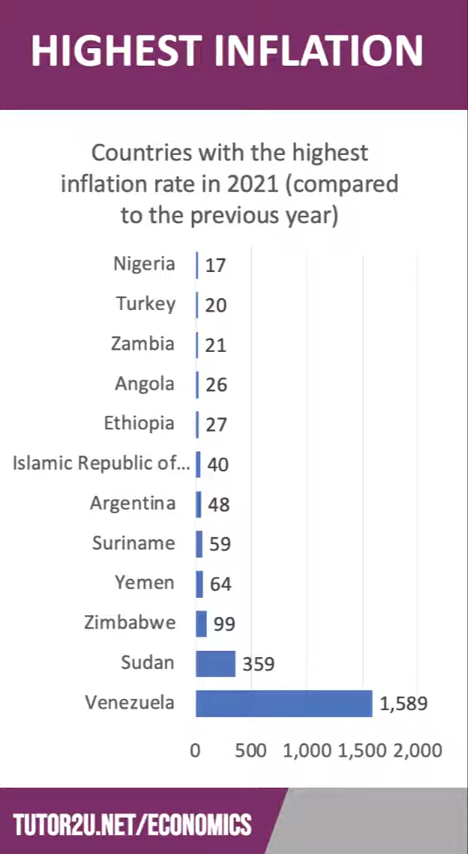 HIGHEST INFLATION
Countries with the highest
inflation rate in 2021 (compared
to the previous year)
Nigeria 17
Turkey 20
Zambia 21
Angola 26
Ethiopia 27
Islamic Republic of... 40
Argentina 48
Suriname 59
Yemen 64
Zimbabwe 99
Sudan 359
Venezuela 1,589
0 500 1,000 1,500 2,000
TUTOR2U.NET/ECONOMICS